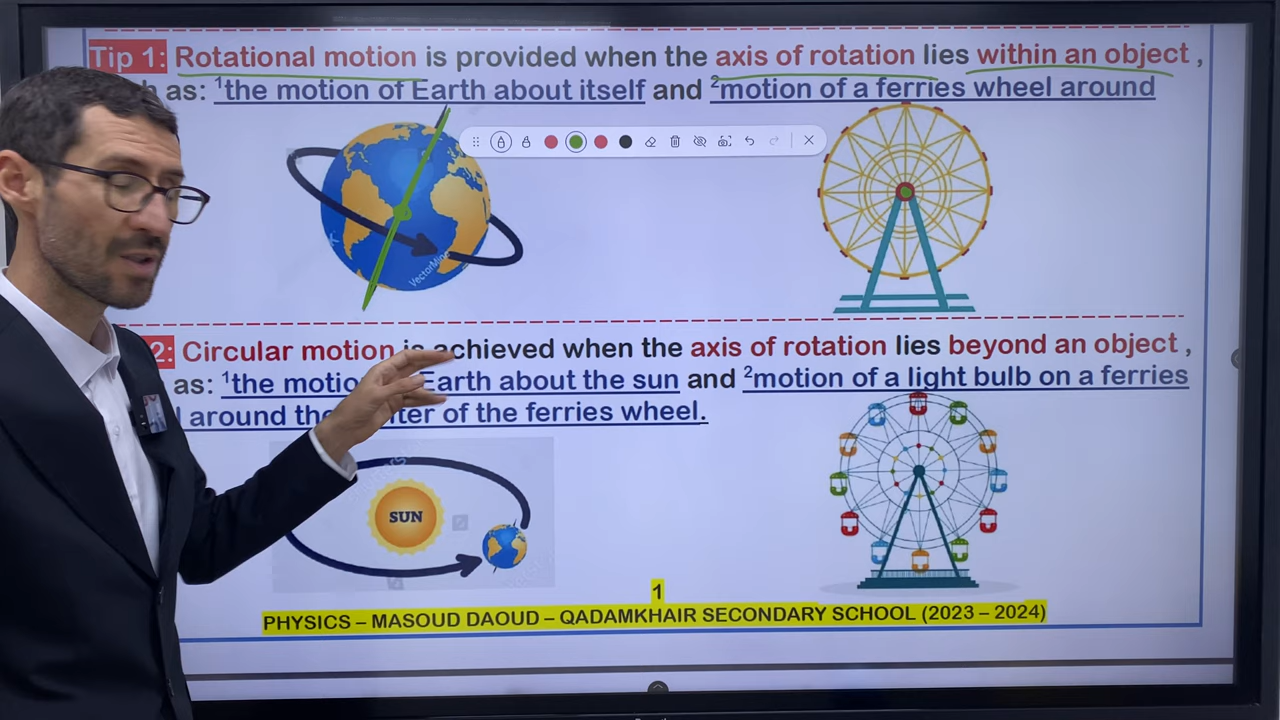 Tip 1: Rotational motion is provided when the axis of rotation lies within an object ,
as: ¹the motion of Earth about itself and ²motion of a ferries wheel around
VectorMine
2: Circular motion is achieved when the axis of rotation lies beyond an object ,
as: ¹the motio Earth about the sun and ²motion of a light bulb on a ferries
around the of the ferries wheel.
SUN
1
PHYSICS – MASOUD DAOUD – QADAMKHAIR SECONDARY SCHOOL (2023 – 2024)